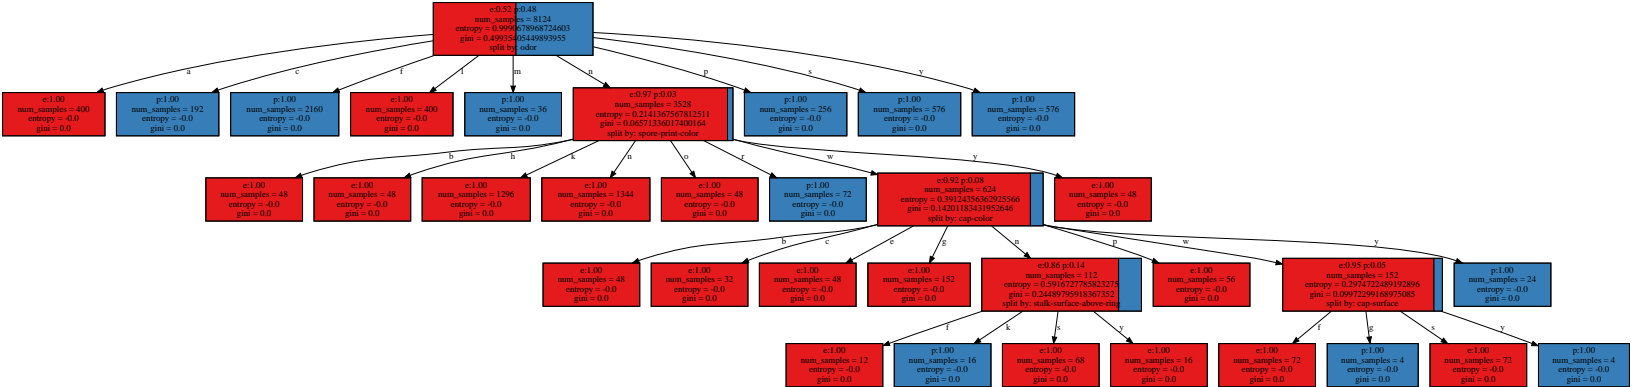 e:0.52 p:0.48
num_samples = 8124
entropy = 0.9990678968724603
gini = 0.49935405449893955
split by: odor
a
c
f
l
m
n
p
s
y
e:1.00
num_samples = 400
entropy = -0.0
gini = 0.0
p:1.00
num_samples = 192
entropy = -0.0
gini = 0.0
p:1.00
num_samples = 2160
entropy = -0.0
gini = 0.0
e:1.00
num_samples = 400
entropy = -0.0
gini = 0.0
p:1.00
num_samples = 36
entropy = -0.0
gini = 0.0
e:0.97 p:0.03
num_samples = 3528
entropy = 0.2141367567812511
gini = 0.06571336017400164
split by: spore-print-color
p:1.00
num_samples = 256
entropy = -0.0
gini = 0.0
p:1.00
num_samples = 576
entropy = -0.0
gini = 0.0
p:1.00
num_samples = 576
entropy = -0.0
gini = 0.0
b
h
k
n
o
r
w
y
e:1.00
num_samples = 48
entropy = -0.0
gini = 0.0
e:1.00
num_samples = 48
entropy = -0.0
gini = 0.0
e:1.00
num_samples = 1296
entropy = -0.0
gini = 0.0
e:1.00
num_samples = 1344
entropy = -0.0
gini = 0.0
e:1.00
num_samples = 48
entropy = -0.0
gini = 0.0
p:1.00
num_samples = 72
entropy = -0.0
gini = 0.0
e:0.92 p:0.08
num_samples = 624
entropy = 0.39124356362925566
gini = 0.14201183431952646
split by: cap-color
e:1.00
num_samples = 48
entropy = -0.0
gini = 0.0
b
c
e
g
n
p
w
y
e:1.00
num_samples = 48
entropy = -0.0
gini = 0.0
e:1.00
num_samples = 32
entropy = -0.0
gini = 0.0
e:1.00
num_samples = 48
entropy = -0.0
gini = 0.0
e:1.00
num_samples = 152
entropy = -0.0
gini = 0.0
e:0.86 p:0.14
num_samples = 112
entropy = 0.5916727785823275
gini = 0.24489795918367352
split by: stalk-surface-above-ring
e:1.00
num_samples = 56
entropy = -0.0
gini = 0.0
e:0.95 p:0.05
num_samples = 152
entropy = 0.2974722489192896
gini = 0.09972299168975085
split by: cap-surface
p:1.00
num_samples = 24
entropy = -0.0
gini = 0.0
f
k
s
y
f
g
s
y
e:1.00
num_samples = 12
entropy = -0.0
gini = 0.0
p:1.00
num_samples = 16
entropy = -0.0
gini = 0.0
e:1.00
num_samples = 68
entropy = -0.0
gini = 0.0
e:1.00
num_samples = 16
entropy = -0.0
gini = 0.0
e:1.00
num_samples = 72
entropy = -0.0
gini = 0.0
p:1.00
num_samples = 4
entropy = -0.0
gini = 0.0
e:1.00
num_samples = 72
entropy = -0.0
gini = 0.0
p:1.00
num_samples = 4
entropy = -0.0
gini = 0.0